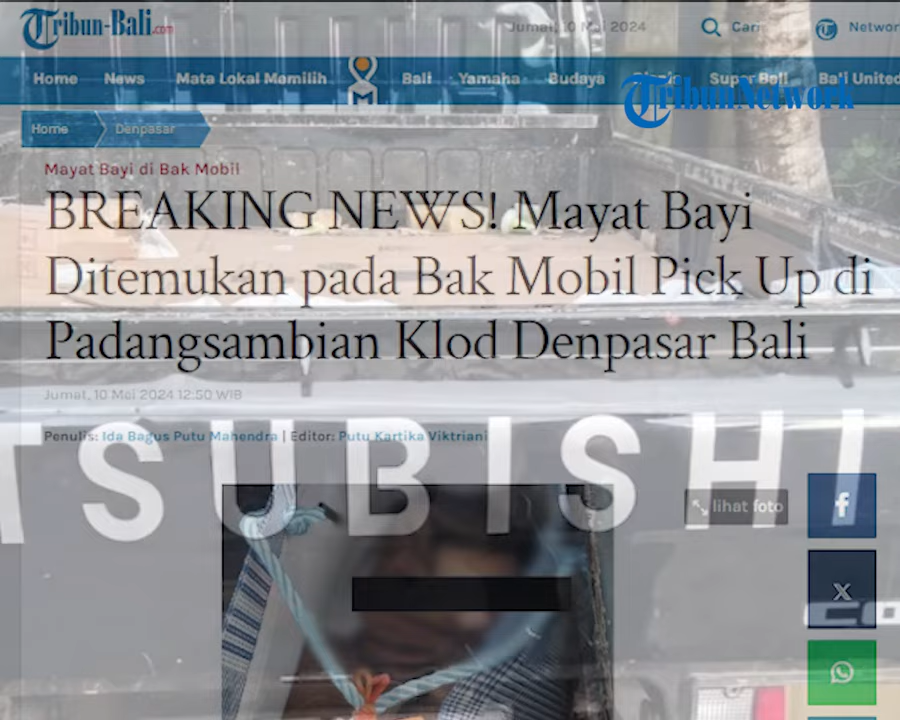 Tribun-Bali.com
Jumat, 10 Mei 2024
Cari
Network
Home News Mata Lokal Memilih Bali Yamaha Budaya Bisnis Super Ball Bali United
TribunNetwork
Home Denpasar
Mayat Bayi di Bak Mobil
BREAKING NEWS! Mayat Bayi
Ditemukan pada Bak Mobil Pick Up di
Padangsambian Klod Denpasar Bali
Jumat, 10 Mei 2024 12:50 WIB
Penulis: Ida Bagus Putu Mahendra | Editor: Putu Kartika Viktriani
TSUBISHI
lihat foto